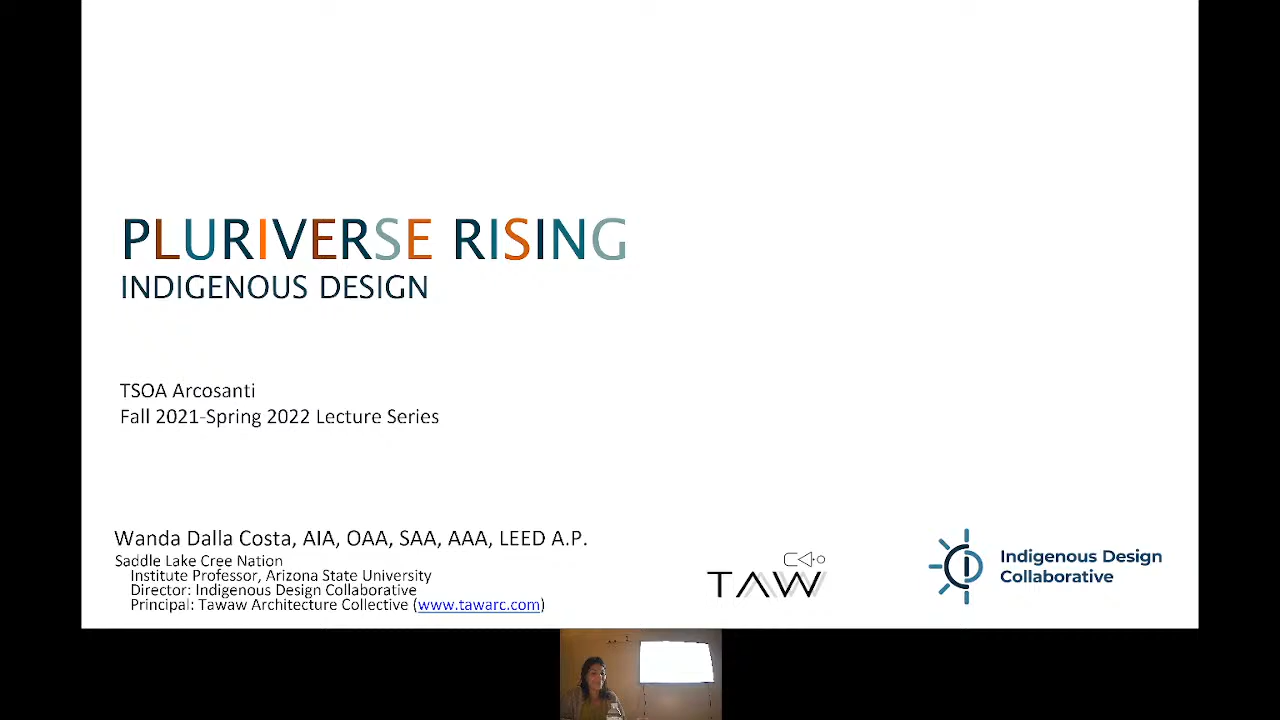 PLURIVERSE RISING
INDIGENOUS DESIGN
TSOA Arcosanti
Fall 2021-Spring 2022 Lecture Series
Wanda Dalla Costa, AIA, OAA, SAA, AAA, LEED A.P.
Saddle Lake Cree Nation
Institute Professor, Arizona State University
Director: Indigenous Design Collaborative
Principal: Tawaw Architecture Collective (www.tawarc.com)
TAW
Indigenous Design
Collaborative